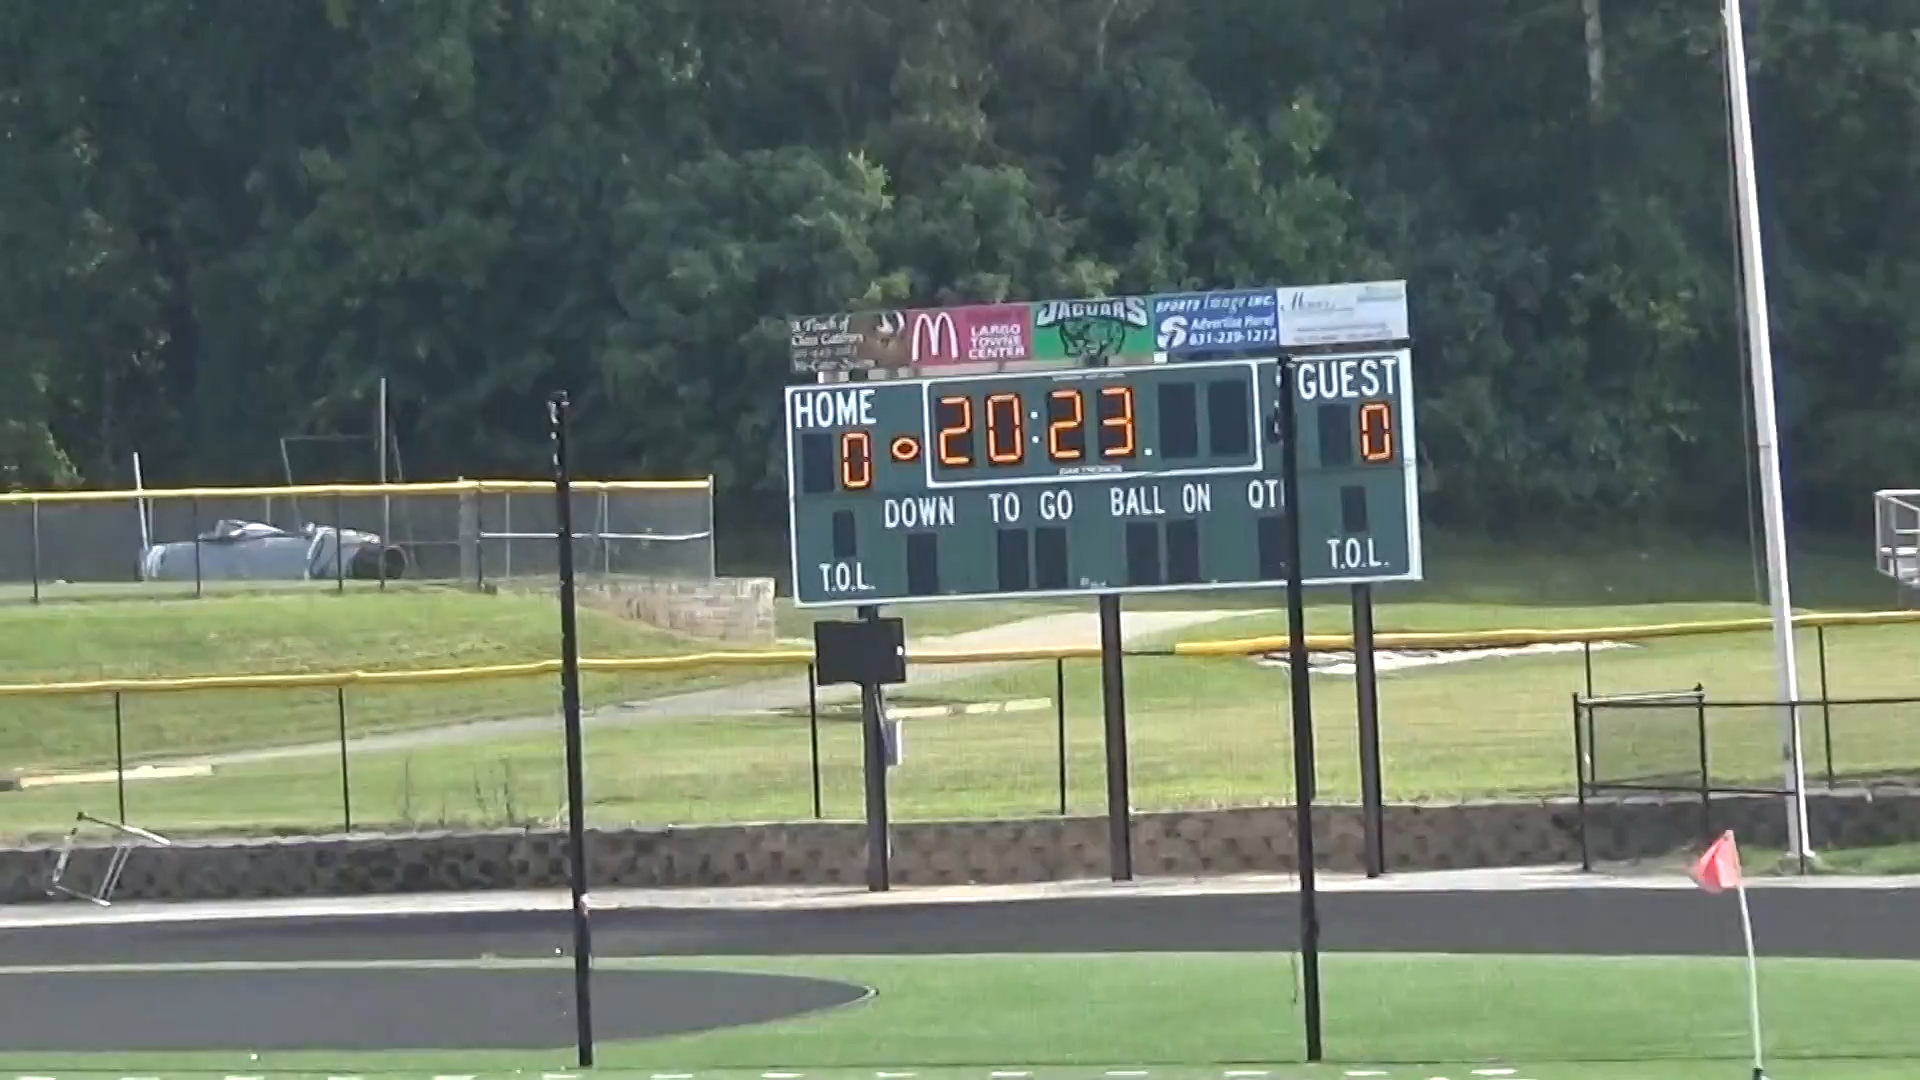 A Touch of
Class Caterers
LARGO
TOWNE
CENTER
JAGUARS
SPORTS Image INC.
Advertise Here!
631-239-1212
HOME
GUEST
0
20:23
0
DOWN TO GO BALL ON QT
T.O.L.
T.O.L.